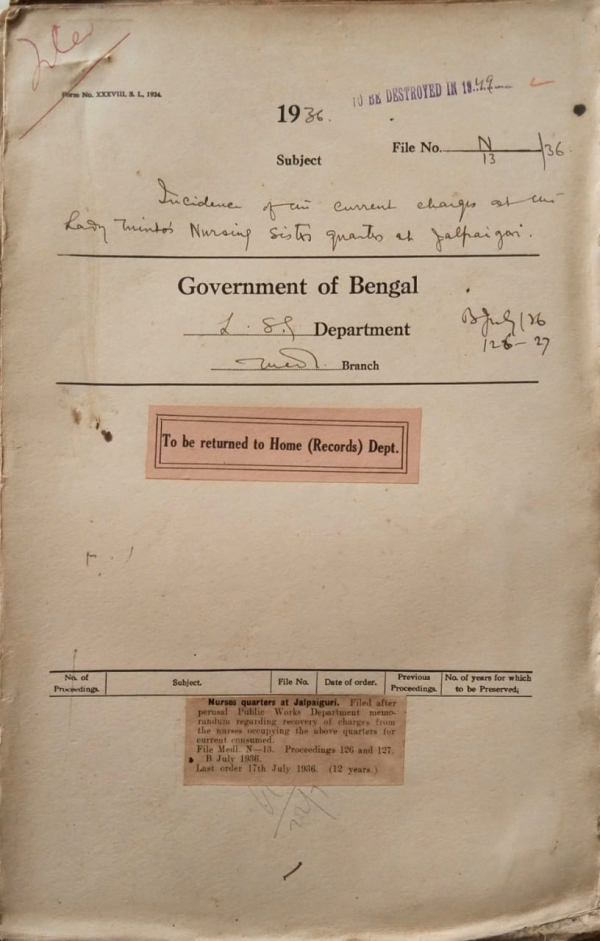 Form No. XXXVIII, S. I., 1934.
TO BE DESTROYED IN 1949
1936.
File No. N/13/36
Subject
Incidence of the current charges at the
Lady Minto's Nursing Sister quarter at Jalpaigari.
Government of Bengal
L. S. G Department
Medl. Branch
B July/36
126-27
To be returned to Home (Records) Dept.
No. of Proceedings.
Subject.
File No.
Date of order.
Previous Proceedings.
No. of years for which to be Preserved;
Nurses quarters at Jalpaiguri. Filed after
perusal Public Works Department memo-
randum regarding recovery of charges from
the nurses occupying the above quarters for
current consumed.
File Medl. N—13. Proceedings 126 and 127.
B July 1936.
Last order 17th July 1936. (12 years.)